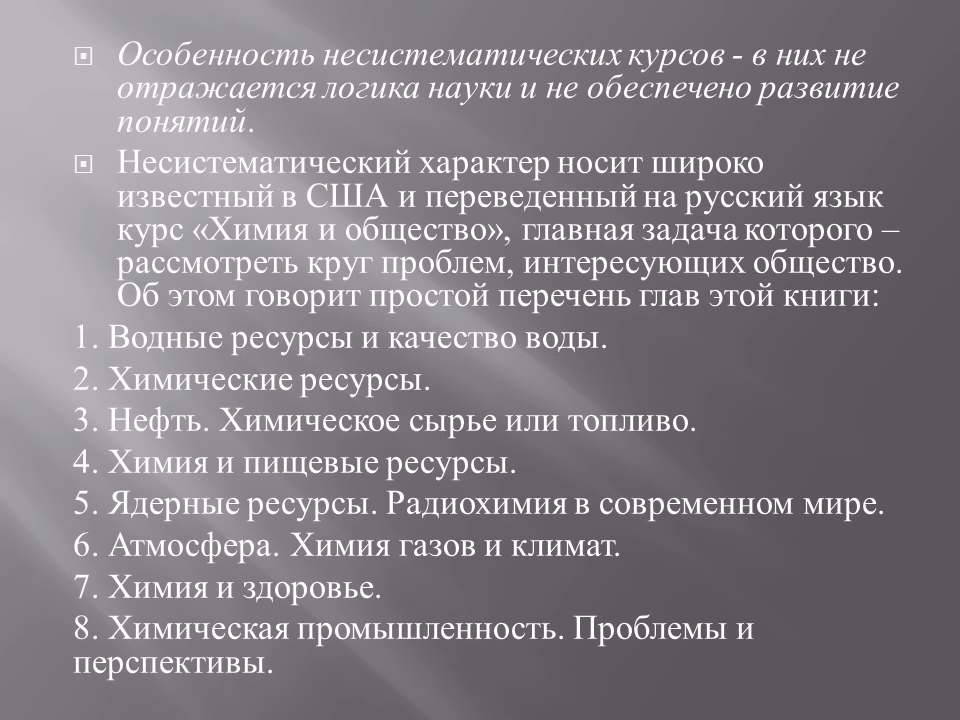 Особенность несистематических курсов - в них не
отражается логика науки и не обеспечено развитие
понятий.
Несистематический характер носит широко
известный в США и переведенный на русский язык
курс «Химия и общество», главная задача которого –
рассмотреть круг проблем, интересующих общество.
Об этом говорит простой перечень глав этой книги:
1. Водные ресурсы и качество воды.
2. Химические ресурсы.
3. Нефть. Химическое сырье или топливо.
4. Химия и пищевые ресурсы.
5. Ядерные ресурсы. Радиохимия в современном мире.
6. Атмосфера. Химия газов и климат.
7. Химия и здоровье.
8. Химическая промышленность. Проблемы и
перспективы.